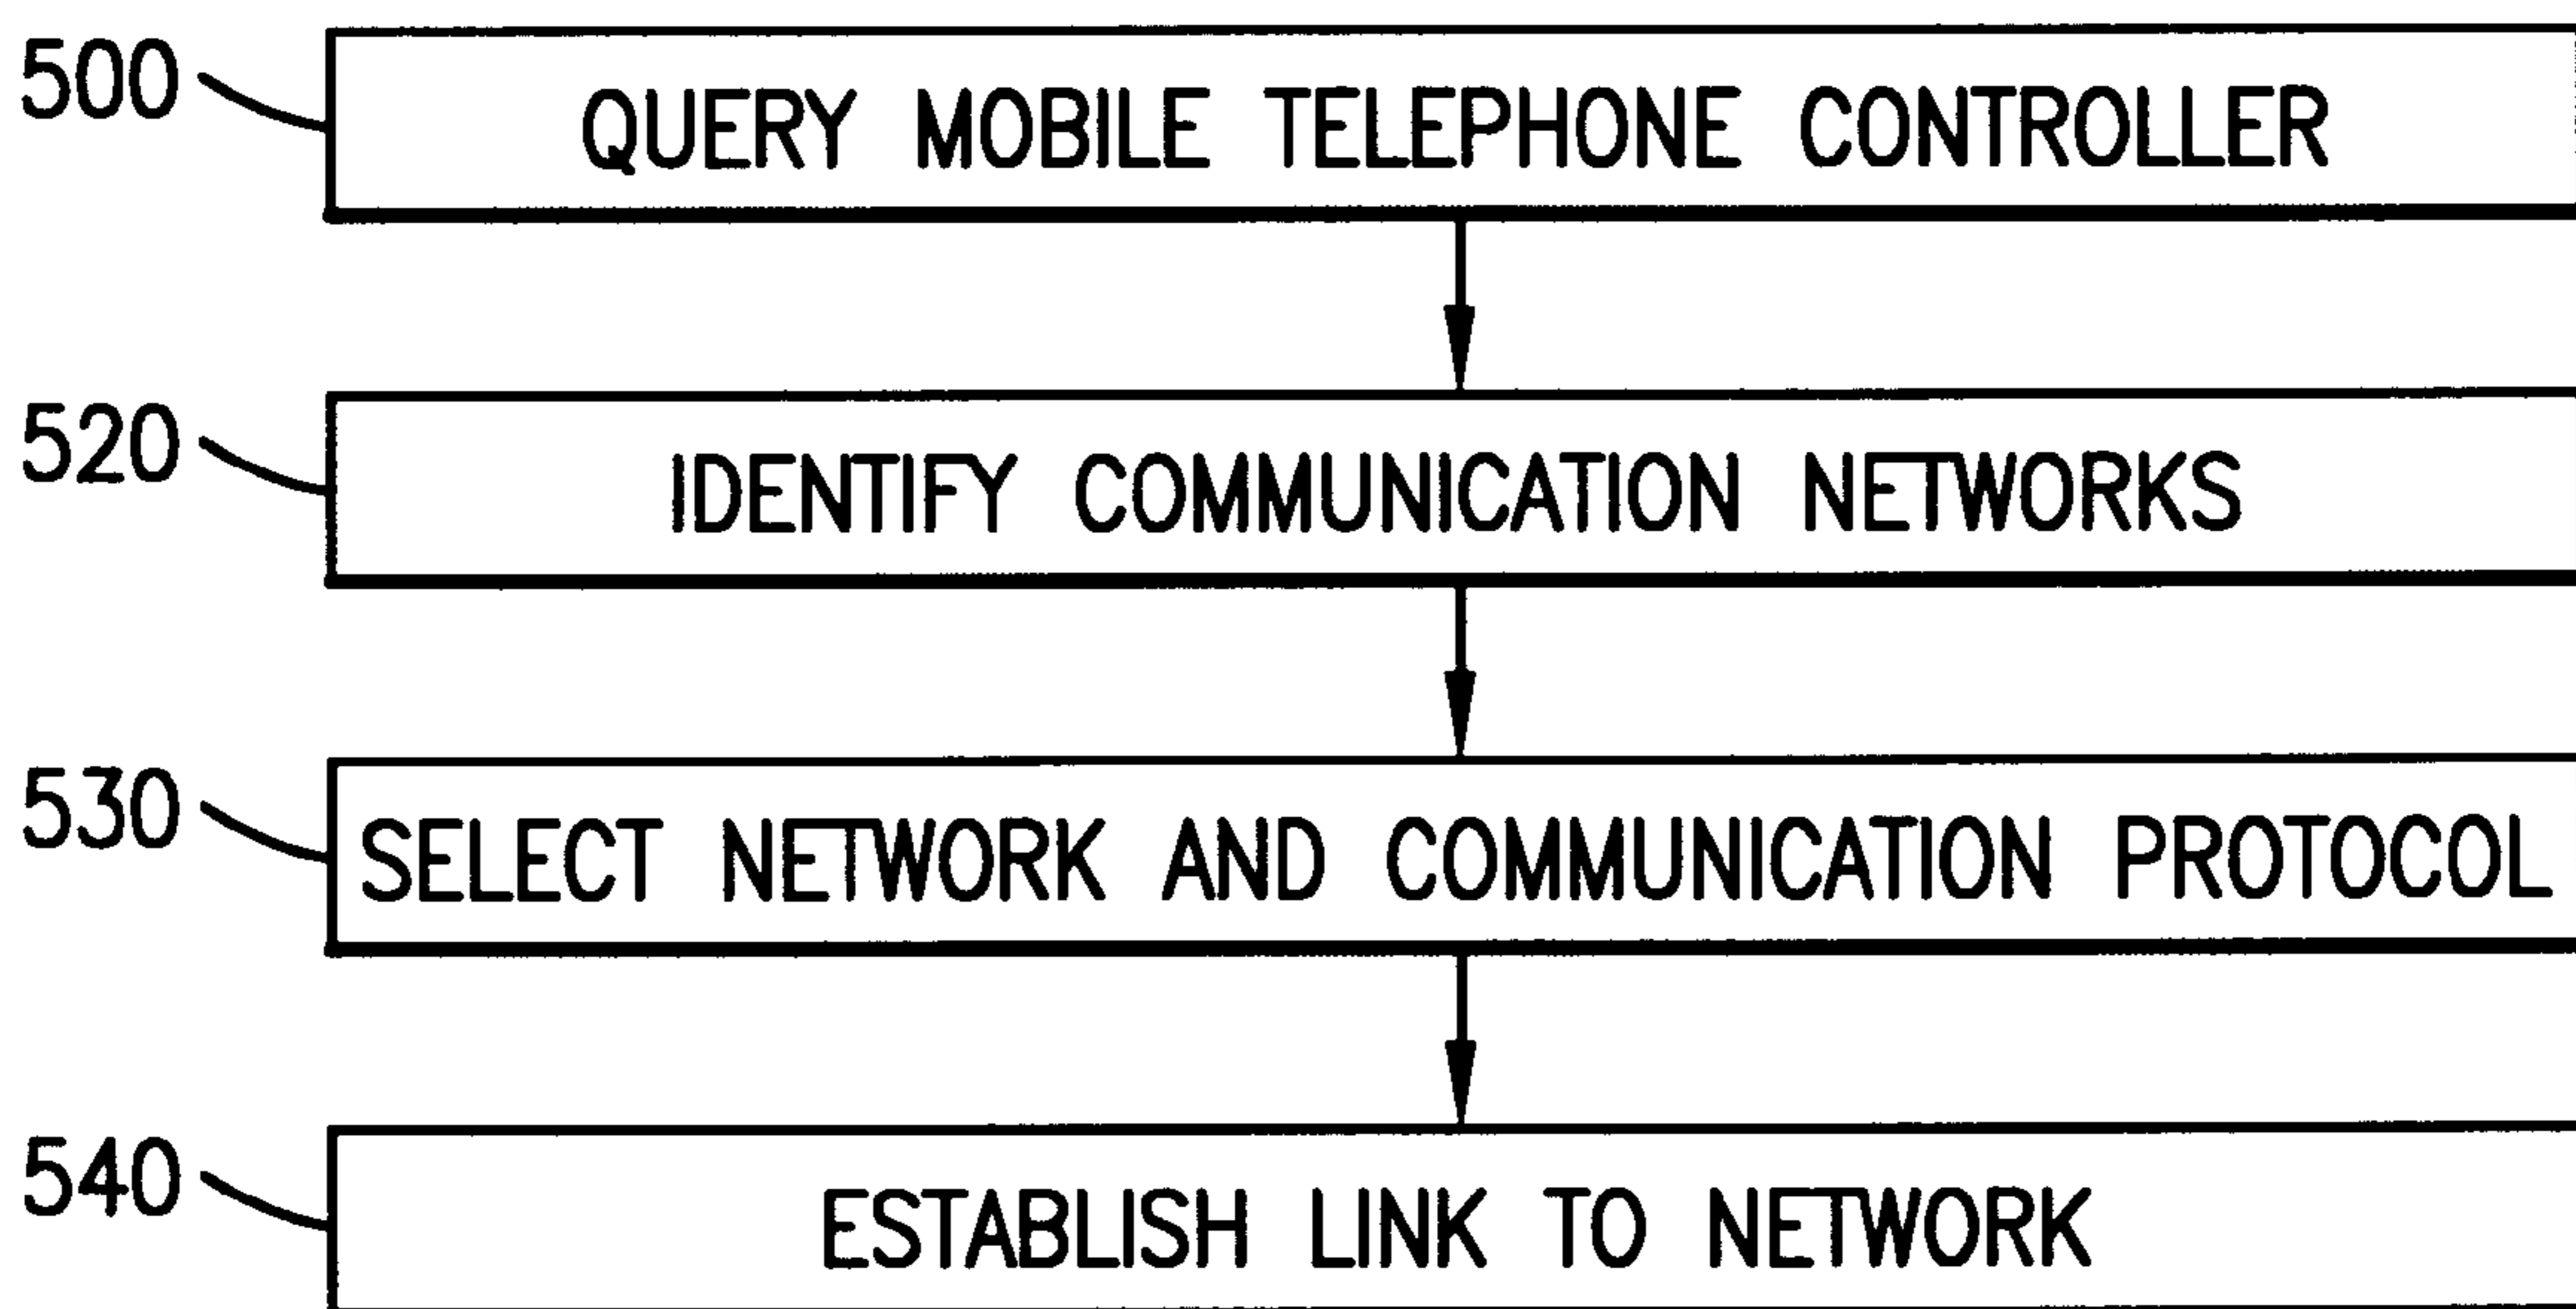 500 QUERY MOBILE TELEPHONE CONTROLLER
520 IDENTIFY COMMUNICATION NETWORKS
530 SELECT NETWORK AND COMMUNICATION PROTOCOL
540 ESTABLISH LINK TO NETWORK